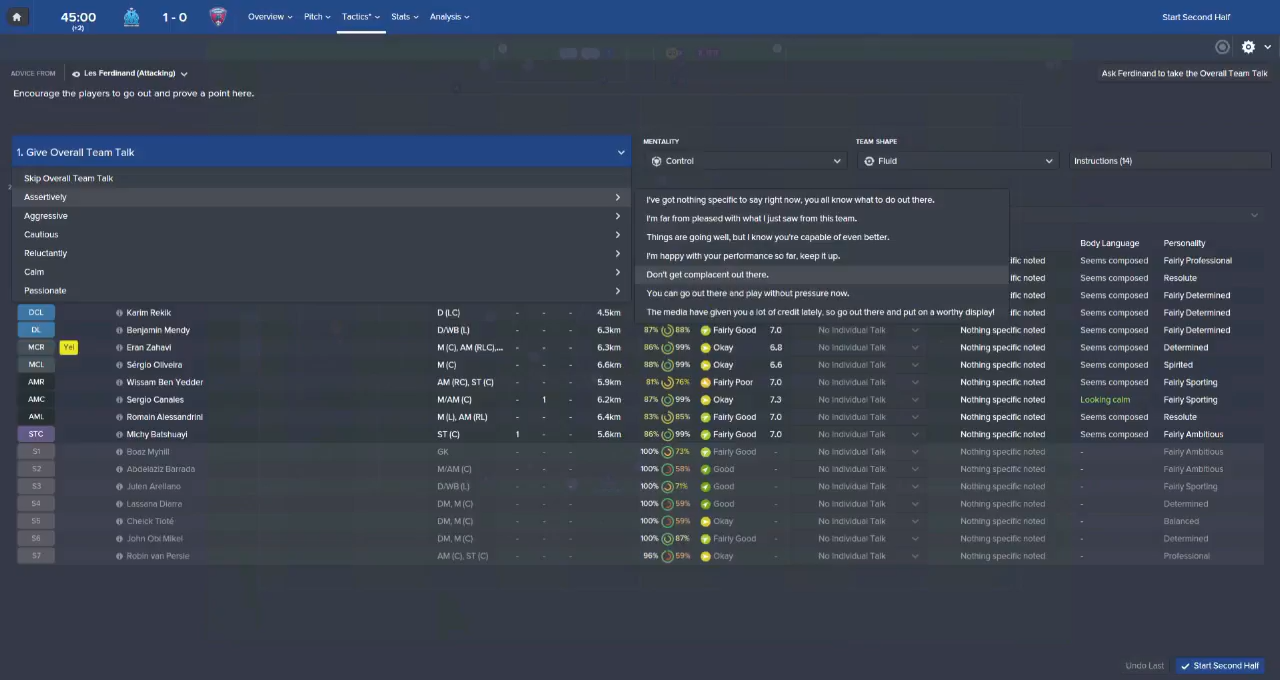 45:00
(+2)
1 - 0
Overview
Pitch
Tactics*
Stats
Analysis
Start Second Half
ADVICE FROM
Les Ferdinand (Attacking)
Ask Ferdinand to take the Overall Team Talk
Encourage the players to go out and prove a point here.
MENTALITY
TEAM SHAPE
1. Give Overall Team Talk
Control
Fluid
Instructions (14)
Skip Overall Team Talk
Assertively
Aggressive
Cautious
Reluctantly
Calm
Passionate
I've got nothing specific to say right now, you all know what to do out there.
I'm far from pleased with what I just saw from this team.
Things are going well, but I know you're capable of even better.
I'm happy with your performance so far, keep it up.
Don't get complacent out there.
You can go out there and play without pressure now.
The media have given you a lot of credit lately, so go out there and put on a worthy display!
Body Language Personality
ific noted Seems composed Fairly Professional
ific noted Seems composed Resolute
ific noted Seems composed Fairly Determined
DCL Karim Rekik D (LC) 4.5km ific noted Seems composed Fairly Determined
DL Benjamin Mendy D/WB (L) - - - 6.3km 87% 88% Fairly Good 7.0 No Individual Talk Nothing specific noted Seems composed Fairly Determined
MCR Yel Eran Zahavi M (C), AM (RLC),... - - - 6.3km 86% 99% Okay 6.8 No Individual Talk Nothing specific noted Seems composed Determined
MCL Sérgio Oliveira M (C) - - - 6.6km 88% 99% Okay 6.6 No Individual Talk Nothing specific noted Seems composed Spirited
AMR Wissam Ben Yedder AM (RC), ST (C) - - - 5.9km 81% 76% Fairly Poor 7.0 No Individual Talk Nothing specific noted Seems composed Fairly Sporting
AMC Sergio Canales M/AM (C) - 1 - 6.2km 87% 99% Okay 7.3 No Individual Talk Nothing specific noted Looking calm Fairly Sporting
AML Romain Alessandrini M (L), AM (RL) - - - 6.4km 83% 85% Fairly Good 7.0 No Individual Talk Nothing specific noted Seems composed Resolute
STC Michy Batshuayi ST (C) 1 - - 5.6km 86% 99% Fairly Good 7.0 No Individual Talk Nothing specific noted Seems composed Fairly Ambitious
S1 Boaz Myhill GK - - - 100% 73% Fairly Good - No Individual Talk Nothing specific noted - Fairly Ambitious
S2 Abdelaziz Barrada M/AM (C) - - - 100% 58% Good - No Individual Talk Nothing specific noted - Fairly Ambitious
S3 Julen Arellano D/WB (L) - - - 100% 71% Good - No Individual Talk Nothing specific noted - Fairly Sporting
S4 Lassana Diarra DM, M (C) - - - 100% 59% Good - No Individual Talk Nothing specific noted - Determined
S5 Cheick Tioté DM, M (C) - - - 100% 59% Okay - No Individual Talk Nothing specific noted - Balanced
S6 John Obi Mikel DM, M (C) - - - 100% 87% Fairly Good - No Individual Talk Nothing specific noted - Determined
S7 Robin van Persie AM (C), ST (C) - - - 96% 59% Okay - No Individual Talk Nothing specific noted - Professional
Undo Last
Start Second Half